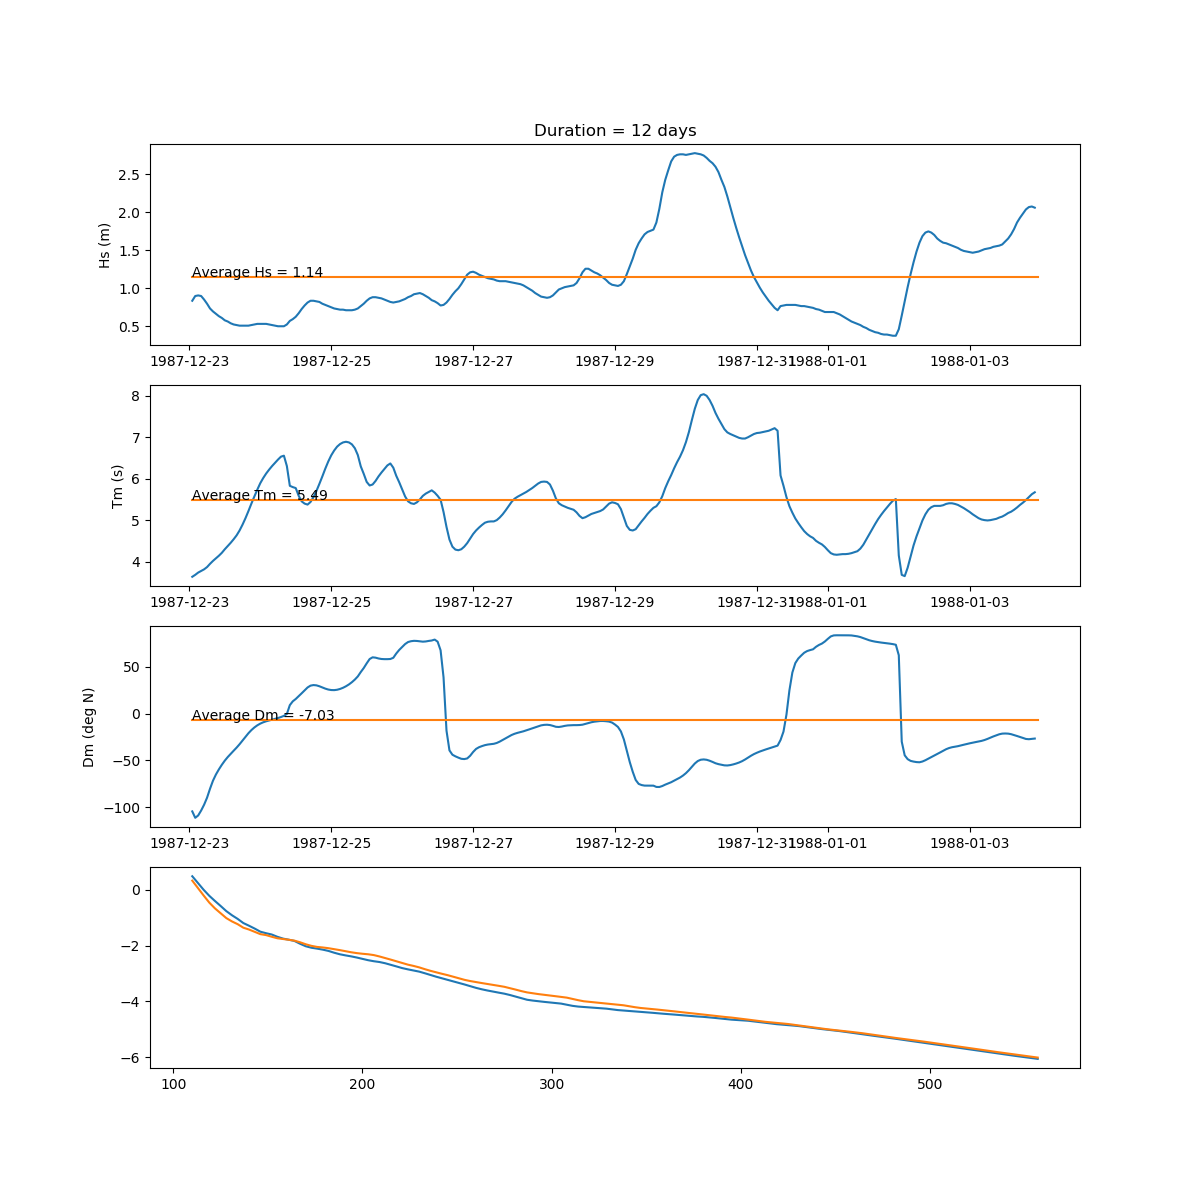 Duration = 12 days
Hs (m)
2.5
2.0
1.5
1.0
0.5
Average Hs = 1.14
1987-12-23 1987-12-25 1987-12-27 1987-12-29 1987-12-31 1988-01-01 1988-01-03
Tm (s)
8
7
6
5
4
Average Tm = 5.49
1987-12-23 1987-12-25 1987-12-27 1987-12-29 1987-12-31 1988-01-01 1988-01-03
Dm (deg N)
50
0
−50
−100
Average Dm = -7.03
1987-12-23 1987-12-25 1987-12-27 1987-12-29 1987-12-31 1988-01-01 1988-01-03
0
−2
−4
−6
100 200 300 400 500